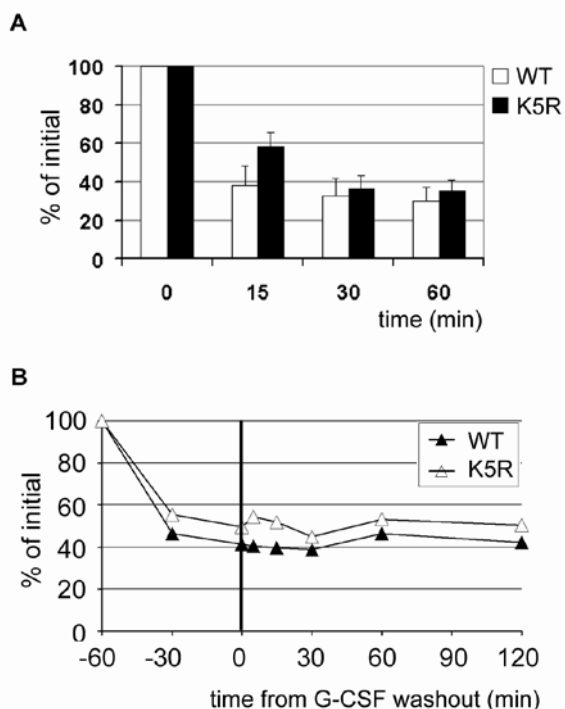 A
% of initial
100
80
60
40
20
0
WT
K5R
0 15 30 60
time (min)
B
% of initial
100
80
60
40
20
0
WT
K5R
-60 -30 0 30 60 90 120
time from G-CSF washout (min)